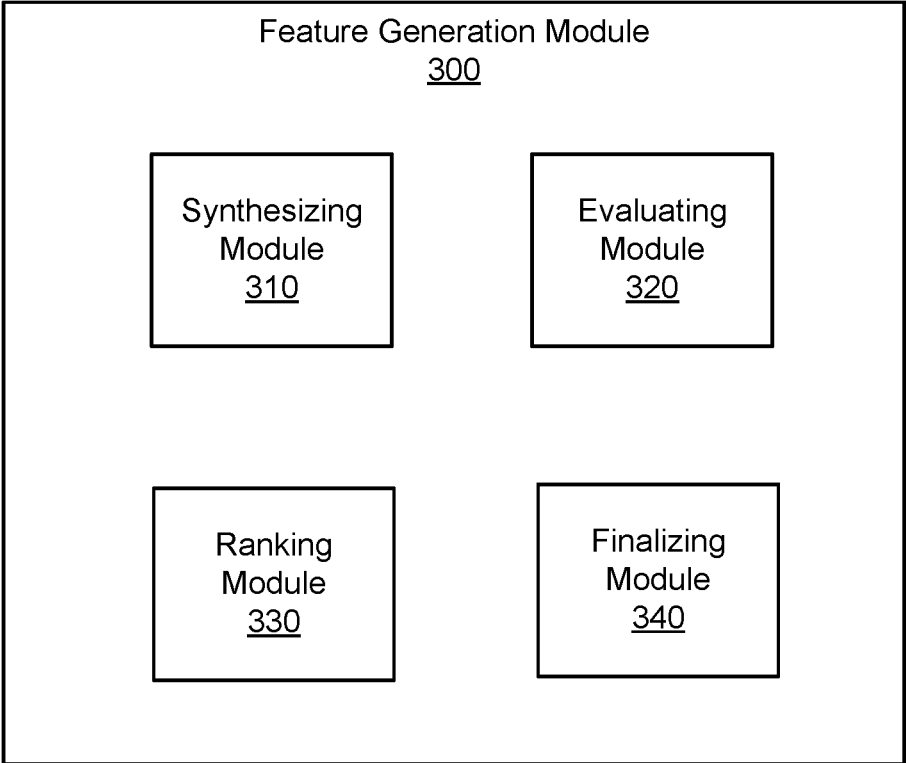 Feature Generation Module
300
Synthesizing
Module
310
Evaluating
Module
320
Ranking
Module
330
Finalizing
Module
340